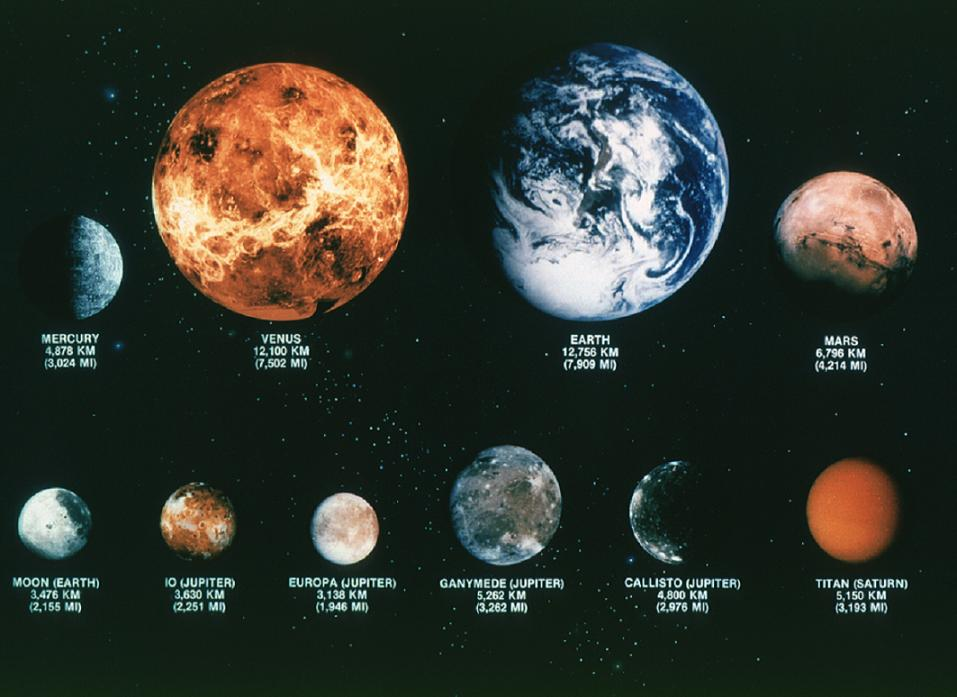 MERCURY
4,878 KM
(3,024 MI)
VENUS
12,100 KM
(7,502 MI)
EARTH
12,756 KM
(7,909 MI)
MARS
6,796 KM
(4,214 MI)
MOON (EARTH)
3,476 KM
(2,155 MI)
IO (JUPITER)
3,630 KM
(2,251 MI)
EUROPA (JUPITER)
3,138 KM
(1,946 MI)
GANYMEDE (JUPITER)
5,262 KM
(3,262 MI)
CALLISTO (JUPITER)
4,800 KM
(2,976 MI)
TITAN (SATURN)
5,150 KM
(3,193 MI)